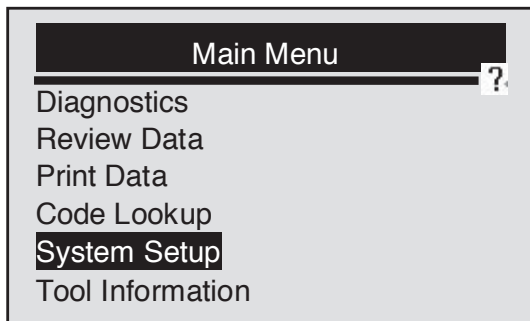 Main Menu
?
Diagnostics
Review Data
Print Data
Code Lookup
System Setup
Tool Information